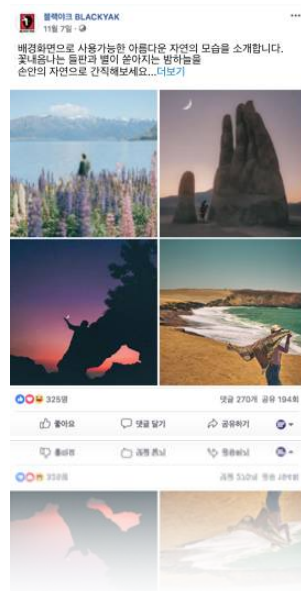 블랙야크 BLACKYAK
11월 7일 ·
배경화면으로 사용가능한 아름다운 자연의 모습을 소개합니다.
꽃내음나는 들판과 별이 쏟아지는 밤하늘을
손안의 자연으로 간직해보세요...더보기
325명 댓글 270개 공유 194회
좋아요 댓글 달기 공유하기